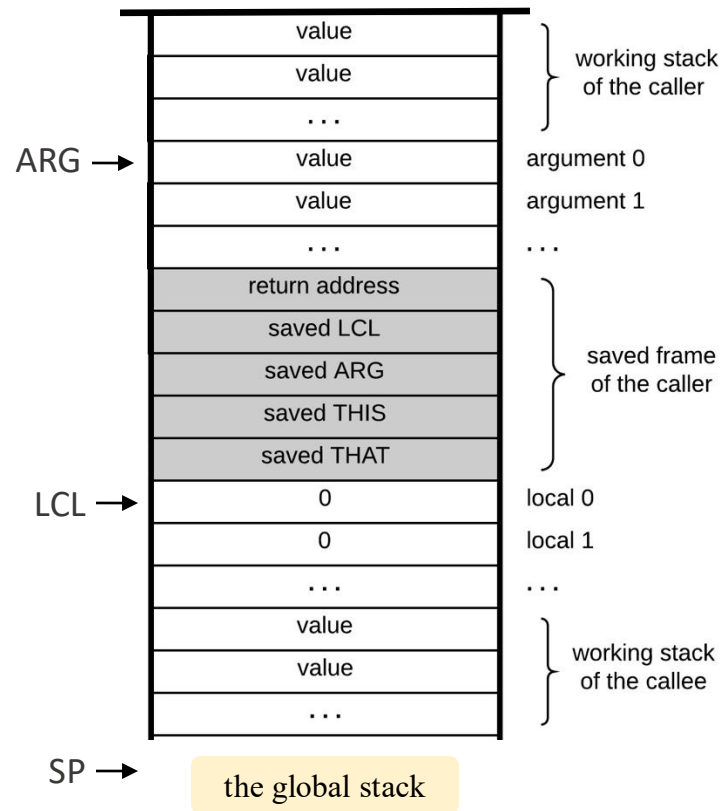 value
value
...
working stack
of the caller
ARG
value
argument 0
value
argument 1
...
...
return address
saved LCL
saved ARG
saved THIS
saved THAT
saved frame
of the caller
LCL
0
local 0
0
local 1
...
...
value
value
...
working stack
of the callee
SP
the global stack